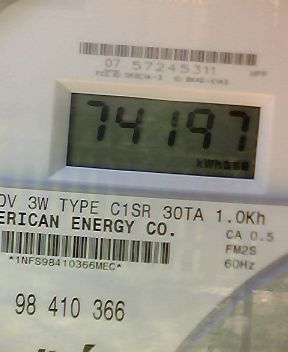 07 57245311
74197
kWh
0V 3W TYPE C1SR 30TA 1.0Kh
ERICAN ENERGY CO.
CA 0.5
FM2S
*1NFS98410366MEC*
60Hz
98 410 366